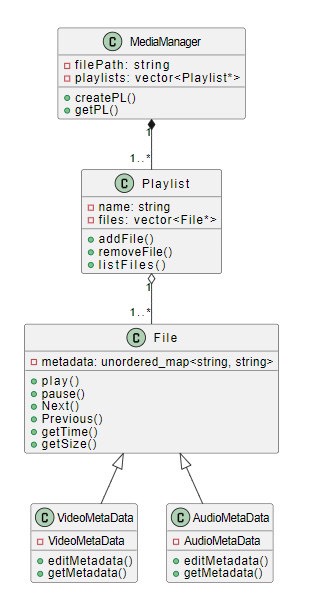 C MediaManager
filePath: string
playlists: vector<Playlist*>
createPL()
getPL()
1
1..*
C Playlist
name: string
files: vector<File*>
addFile()
removeFile()
listFiles()
1
1..*
C File
metadata: unordered_map<string, string>
play()
pause()
Next()
Previous()
getTime()
getSize()
C VideoMetaData
VideoMetaData
editMetadata()
getMetadata()
C AudioMetaData
AudioMetaData
editMetadata()
getMetadata()